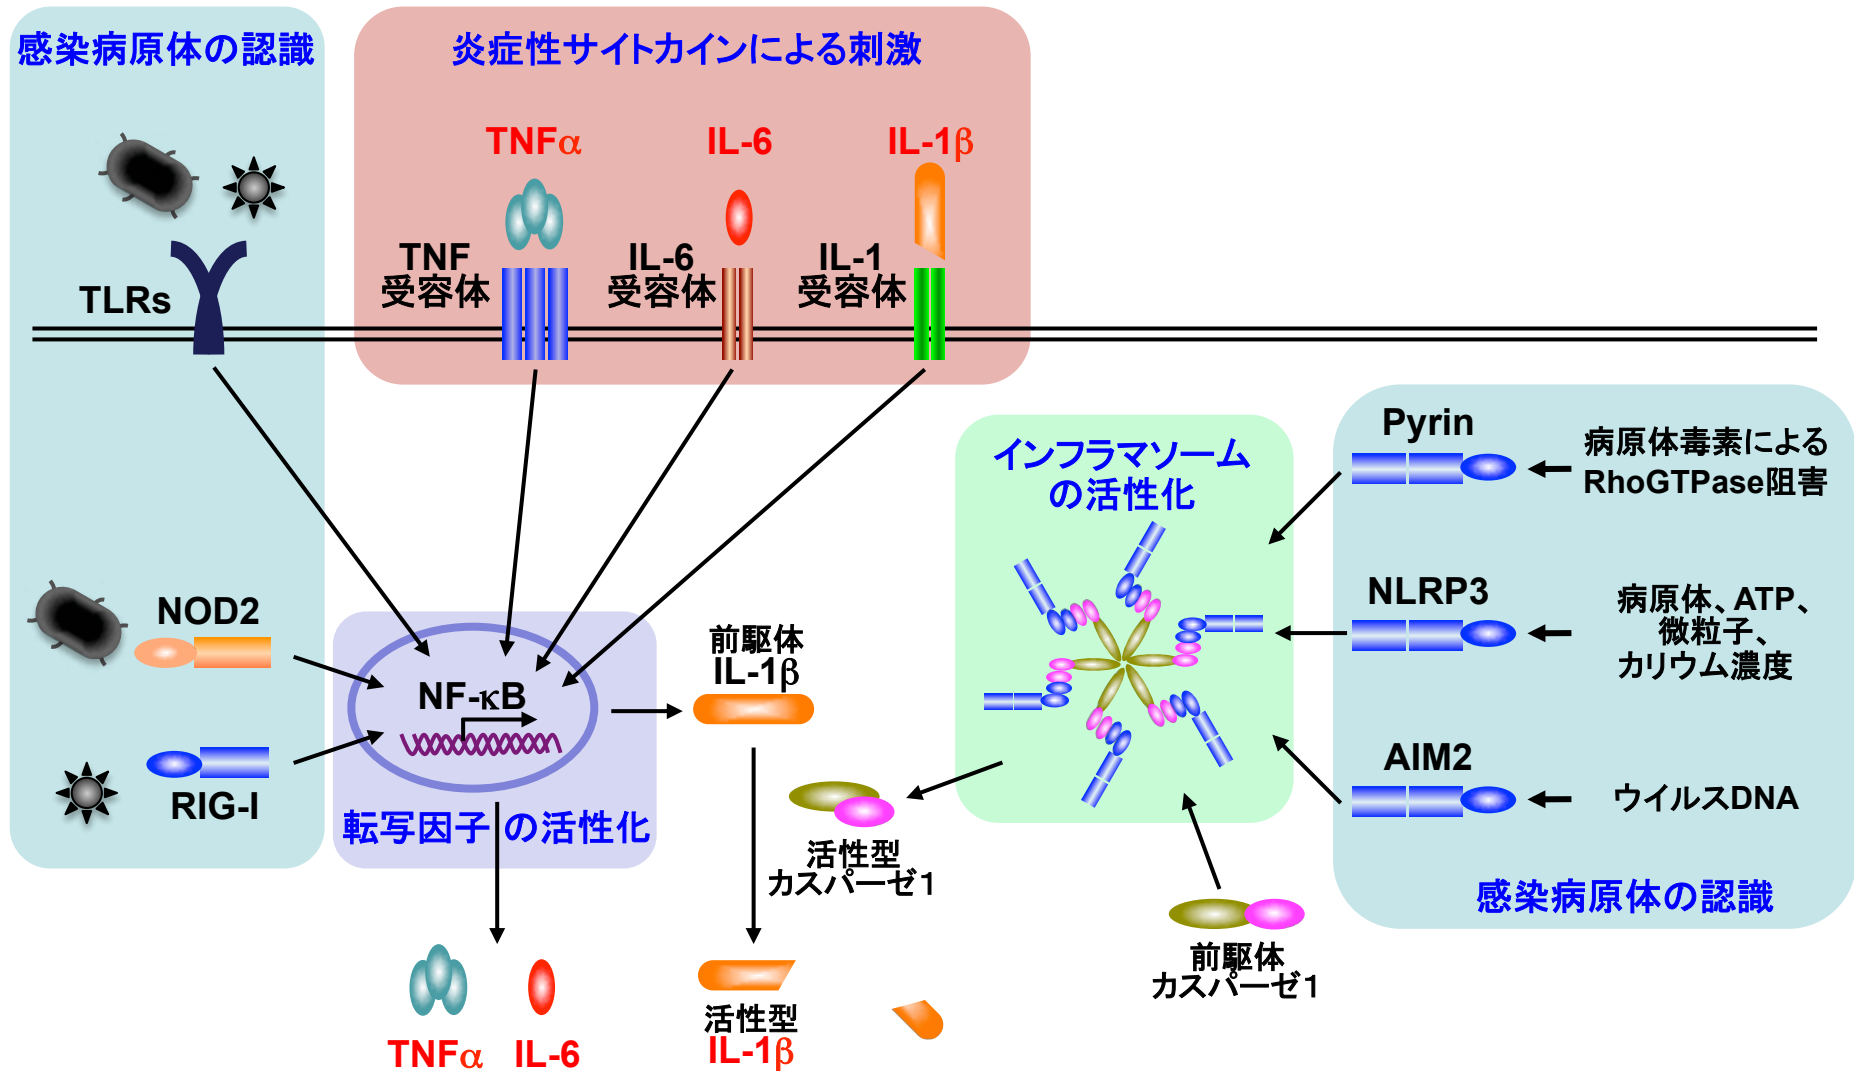 感染病原体の認識
炎症性サイトカインによる刺激
TNFα
IL-6
IL-1β
TNF
受容体
IL-6
受容体
IL-1
受容体
TLRs
NOD2
RIG-I
NF-κB
転写因子の活性化
前駆体
IL-1β
TNFα
IL-6
活性型
IL-1β
活性型
カスパーゼ1
インフラマソーム
の活性化
前駆体
カスパーゼ1
Pyrin
病原体毒素による
RhoGTPase阻害
NLRP3
病原体、ATP、
微粒子、
カリウム濃度
AIM2
ウイルスDNA
感染病原体の認識